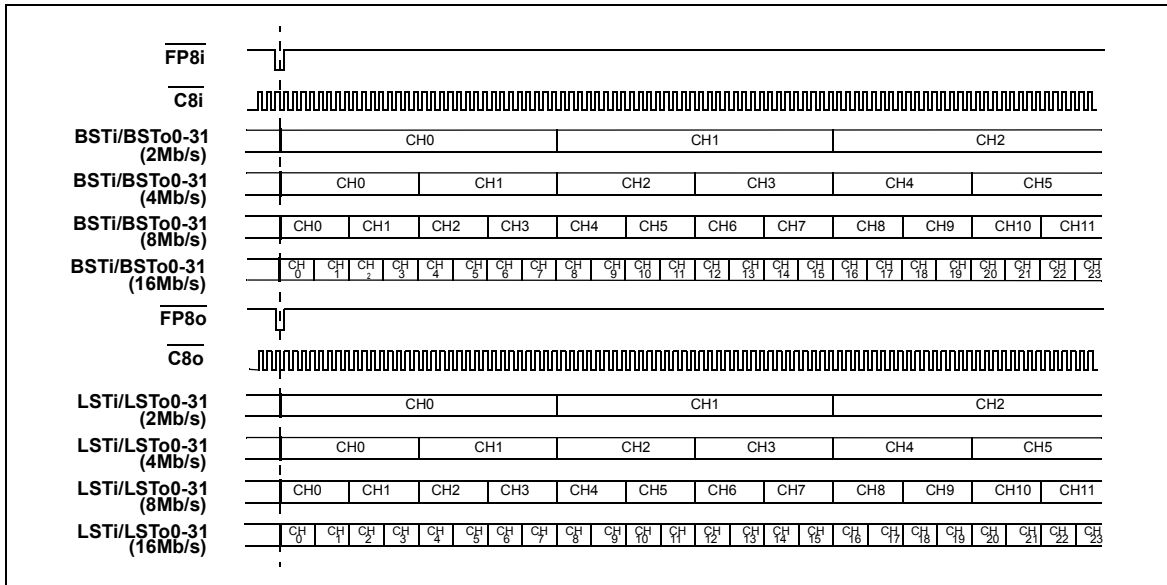 FP8i
C8i
BSTi/BSTo0-31
(2Mb/s)
CH0 CH1 CH2
BSTi/BSTo0-31
(4Mb/s)
CH0 CH1 CH2 CH3 CH4 CH5
BSTi/BSTo0-31
(8Mb/s)
CH0 CH1 CH2 CH3 CH4 CH5 CH6 CH7 CH8 CH9 CH10 CH11
BSTi/BSTo0-31
(16Mb/s)
CH CH CH CH CH CH CH CH CH CH CH CH CH CH CH CH CH CH CH CH CH CH CH CH
0 1 2 3 4 5 6 7 8 9 10 11 12 13 14 15 16 17 18 19 20 21 22 23
FP8o
C8o
LSTi/LSTo0-31
(2Mb/s)
CH0 CH1 CH2
LSTi/LSTo0-31
(4Mb/s)
CH0 CH1 CH2 CH3 CH4 CH5
LSTi/LSTo0-31
(8Mb/s)
CH0 CH1 CH2 CH3 CH4 CH5 CH6 CH7 CH8 CH9 CH10 CH11
LSTi/LSTo0-31
(16Mb/s)
CH CH CH CH CH CH CH CH CH CH CH CH CH CH CH CH CH CH CH CH CH CH CH CH
0 1 2 3 4 5 6 7 8 9 10 11 12 13 14 15 16 17 18 19 20 21 22 23